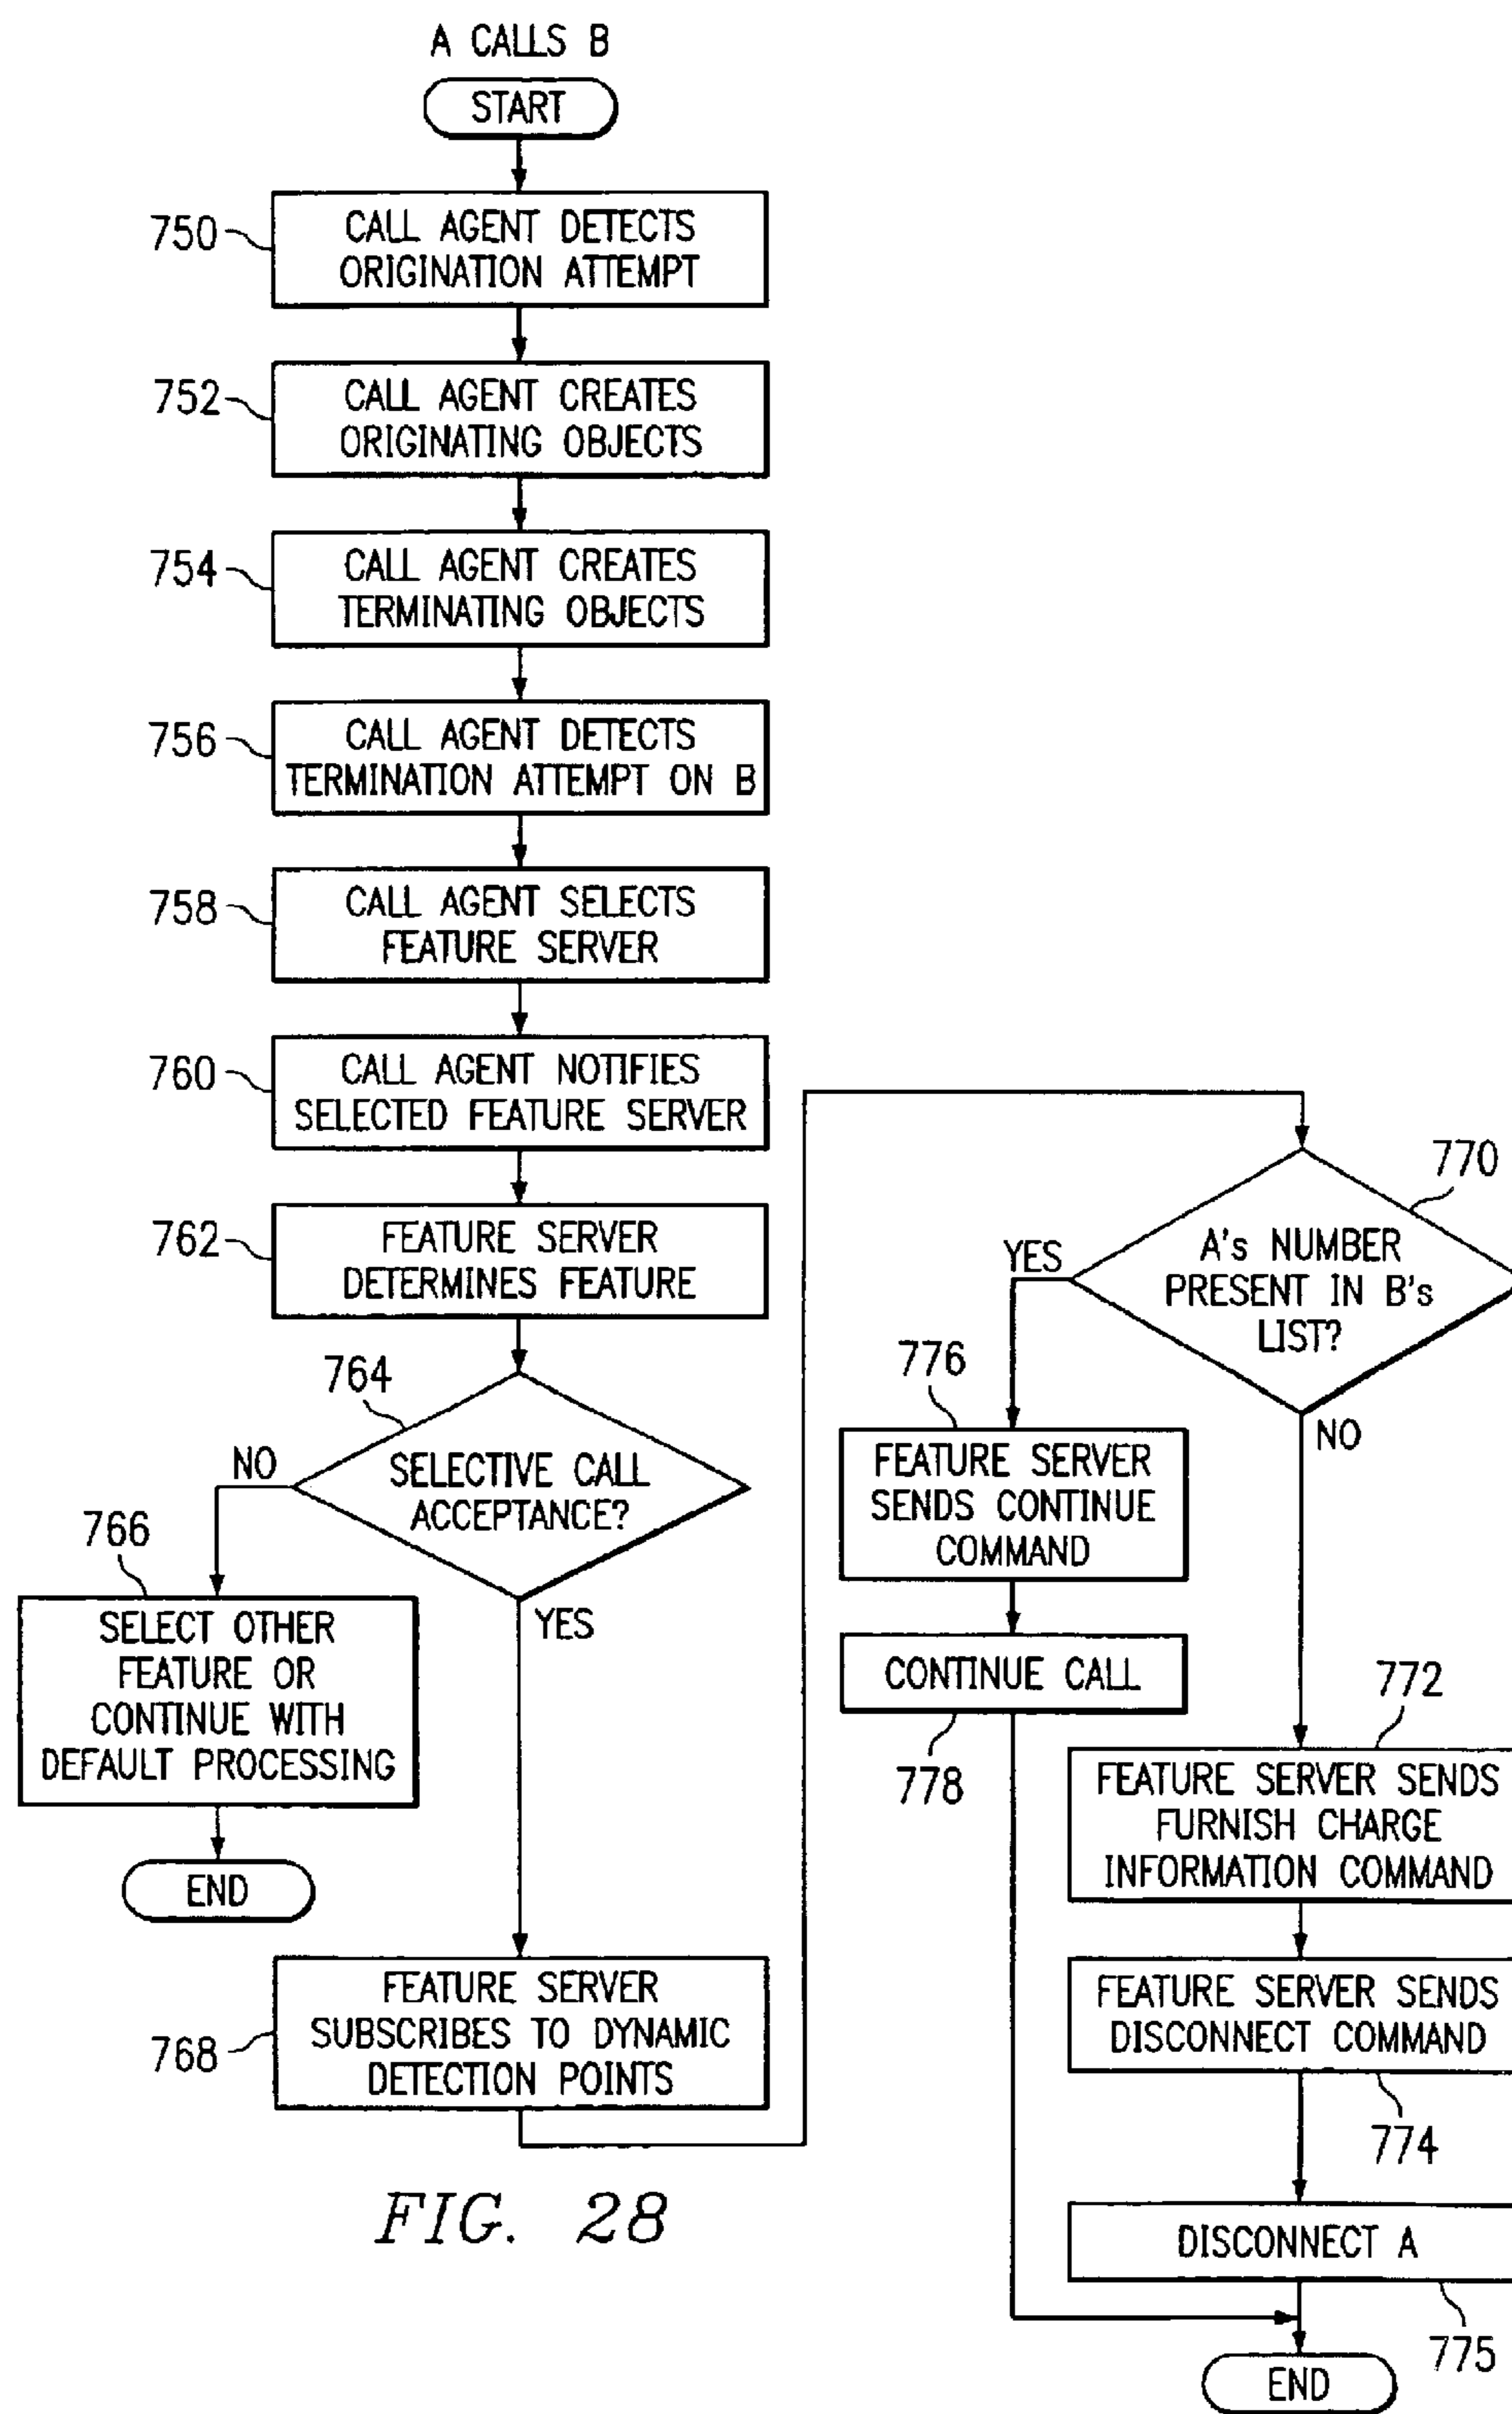 A CALLS B
START
750
CALL AGENT DETECTS
ORIGINATION ATTEMPT
752
CALL AGENT CREATES
ORIGINATING OBJECTS
754
CALL AGENT CREATES
TERMINATING OBJECTS
756
CALL AGENT DETECTS
TERMINATION ATTEMPT ON B
758
CALL AGENT SELECTS
FEATURE SERVER
760
CALL AGENT NOTIFIES
SELECTED FEATURE SERVER
762
FEATURE SERVER
DETERMINES FEATURE
764
SELECTIVE CALL
ACCEPTANCE?
NO
YES
766
SELECT OTHER
FEATURE OR
CONTINUE WITH
DEFAULT PROCESSING
END
768
FEATURE SERVER
SUBSCRIBES TO DYNAMIC
DETECTION POINTS
770
A's NUMBER
PRESENT IN B's
LIST?
YES
NO
776
FEATURE SERVER
SENDS CONTINUE
COMMAND
CONTINUE CALL
778
772
FEATURE SERVER SENDS
FURNISH CHARGE
INFORMATION COMMAND
FEATURE SERVER SENDS
DISCONNECT COMMAND
774
DISCONNECT A
775
END
FIG. 28